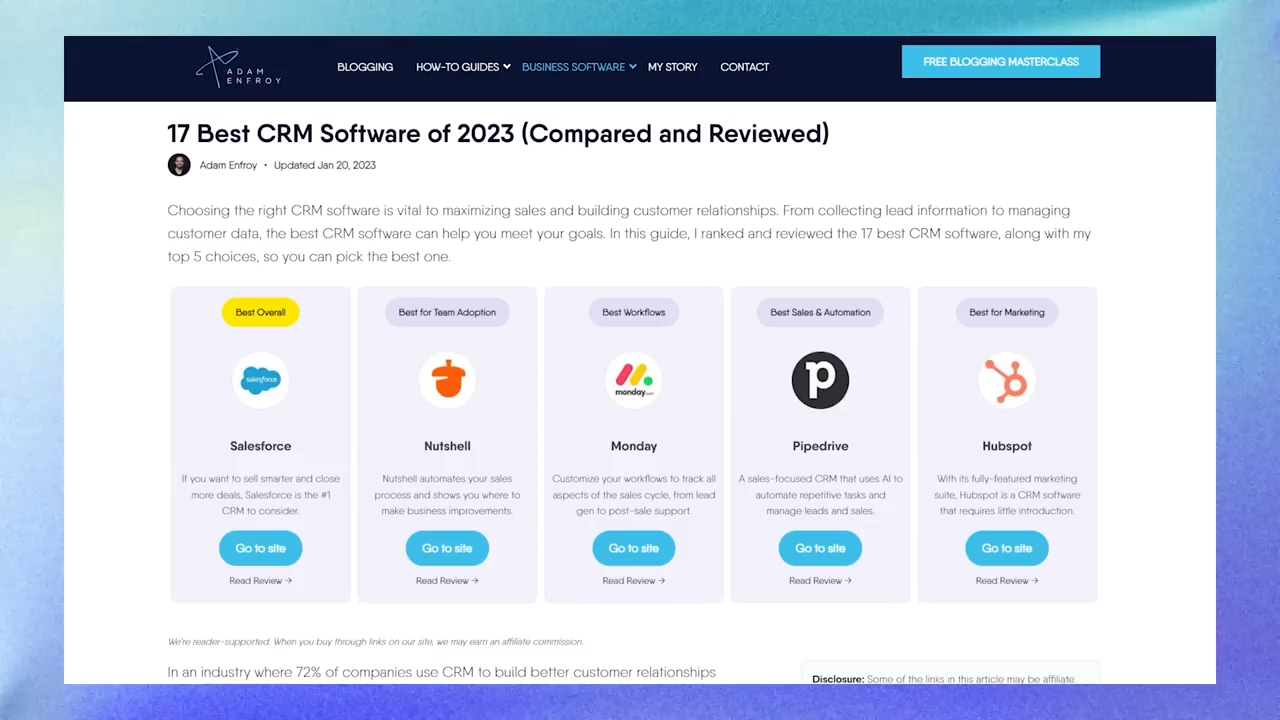 ADAM
ENFROY
BLOGGING
HOW-TO GUIDES
BUSINESS SOFTWARE
MY STORY
CONTACT
FREE BLOGGING MASTERCLASS
17 Best CRM Software of 2023 (Compared and Reviewed)
Adam Enfroy • Updated Jan 20, 2023
Choosing the right CRM software is vital to maximizing sales and building customer relationships. From collecting lead information to managing
customer data, the best CRM software can help you meet your goals. In this guide, I ranked and reviewed the 17 best CRM software, along with my
top 5 choices, so you can pick the best one.
Best Overall
salesforce
Salesforce
If you want to sell smarter and close
more deals, Salesforce is the #1
CRM to consider.
Go to site
Read Review →
Best for Team Adoption
Nutshell
Nutshell automates your sales
process and shows you where to
make business improvements.
Go to site
Read Review →
Best Workflows
monday.com
Monday
Customize your workflows to track all
aspects of the sales cycle, from lead
gen to post-sale support.
Go to site
Read Review →
Best Sales & Automation
p
Pipedrive
A sales-focused CRM that uses AI to
automate repetitive tasks and
manage leads and sales.
Go to site
Read Review →
Best for Marketing
Hubspot
With its fully-featured marketing
suite, Hubspot is a CRM software
that requires little introduction.
Go to site
Read Review →
We're reader-supported. When you buy through links on our site, we may earn an affiliate commission.
In an industry where 72% of companies use CRM to build better customer relationships
Disclosure: Some of the links in this article may be affiliate